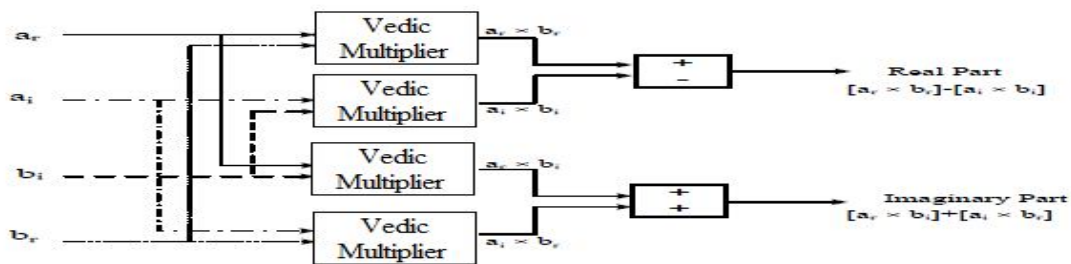 aᵣ
Vedic
Multiplier
aᵣ × bᵣ
aᵢ
Vedic
Multiplier
aᵢ × bᵢ
+
-
Real Part
[aᵣ × bᵣ]-[aᵢ × bᵢ]
bᵢ
Vedic
Multiplier
aᵣ × bᵢ
bᵣ
Vedic
Multiplier
aᵢ × bᵣ
+
+
Imaginary Part
[aᵣ × bᵢ]+[aᵢ × bᵣ]